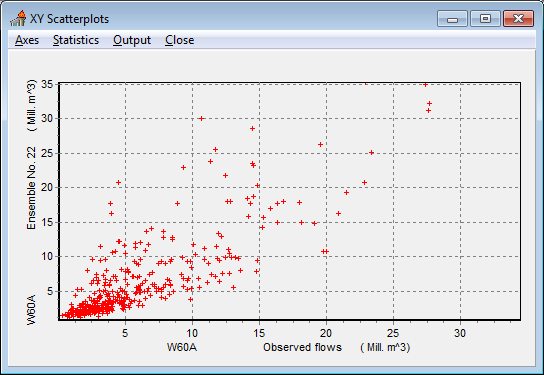 XY Scatterplots
Axes Statistics Output Close
35
30
25
20
15
10
5
W60A Ensemble No. 22 ( Mill. m^3)
5 10 15 20 25 30
W60A Observed flows ( Mill. m^3)